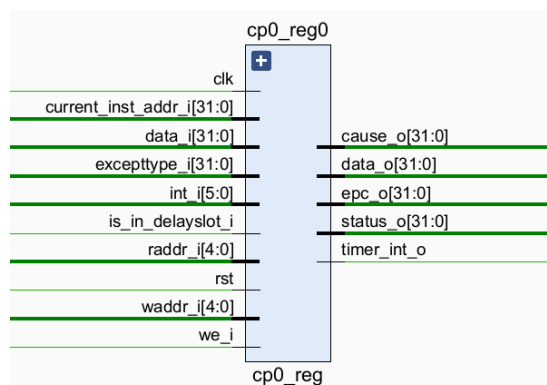 cp0_reg0
clk
current_inst_addr_i[31:0]
data_i[31:0]
excepttype_i[31:0]
int_i[5:0]
is_in_delayslot_i
raddr_i[4:0]
rst
waddr_i[4:0]
we_i
cause_o[31:0]
data_o[31:0]
epc_o[31:0]
status_o[31:0]
timer_int_o
cp0_reg